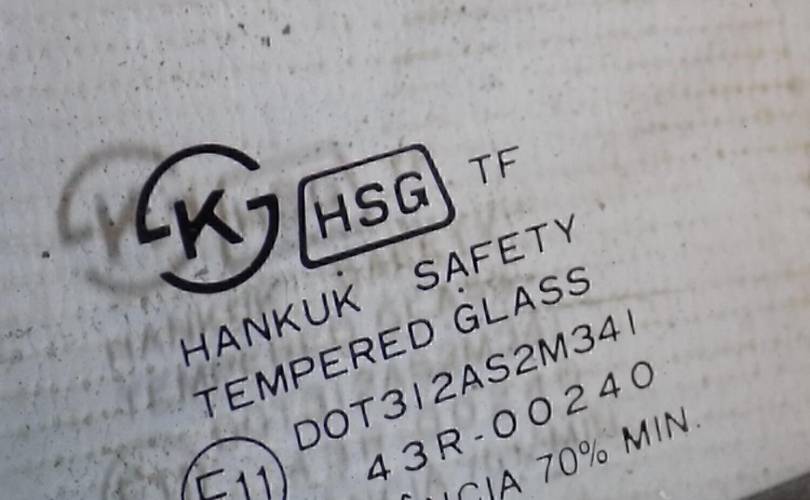 K HSG TF
HANKUK SAFETY
TEMPERED GLASS
DOT312AS2M341
43R-00240
E11
70% MIN.